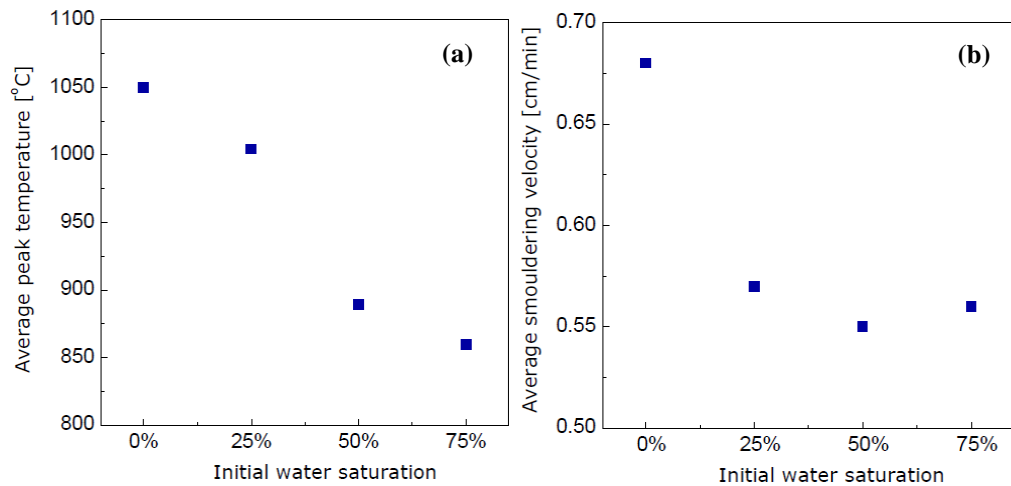 (a)
Average peak temperature [°C]
1100
1050
1000
950
900
850
800
0% 25% 50% 75%
Initial water saturation
(b)
Average smouldering velocity [cm/min]
0.70
0.65
0.60
0.55
0.50
0% 25% 50% 75%
Initial water saturation